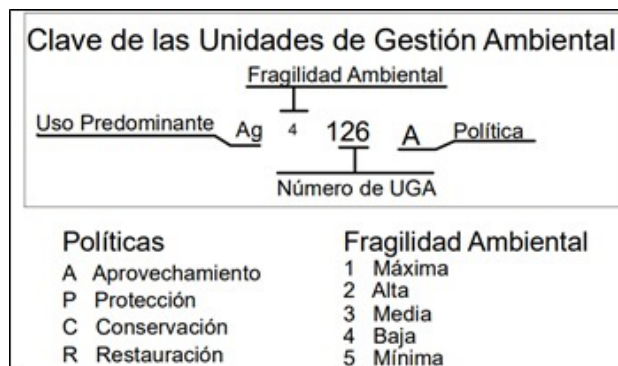 Clave de las Unidades de Gestión Ambiental
Fragilidad Ambiental
Uso Predominante Ag 4 126 A Política
Número de UGA
Políticas
A Aprovechamiento
P Protección
C Conservación
R Restauración
Fragilidad Ambiental
1 Máxima
2 Alta
3 Media
4 Baja
5 Mínima